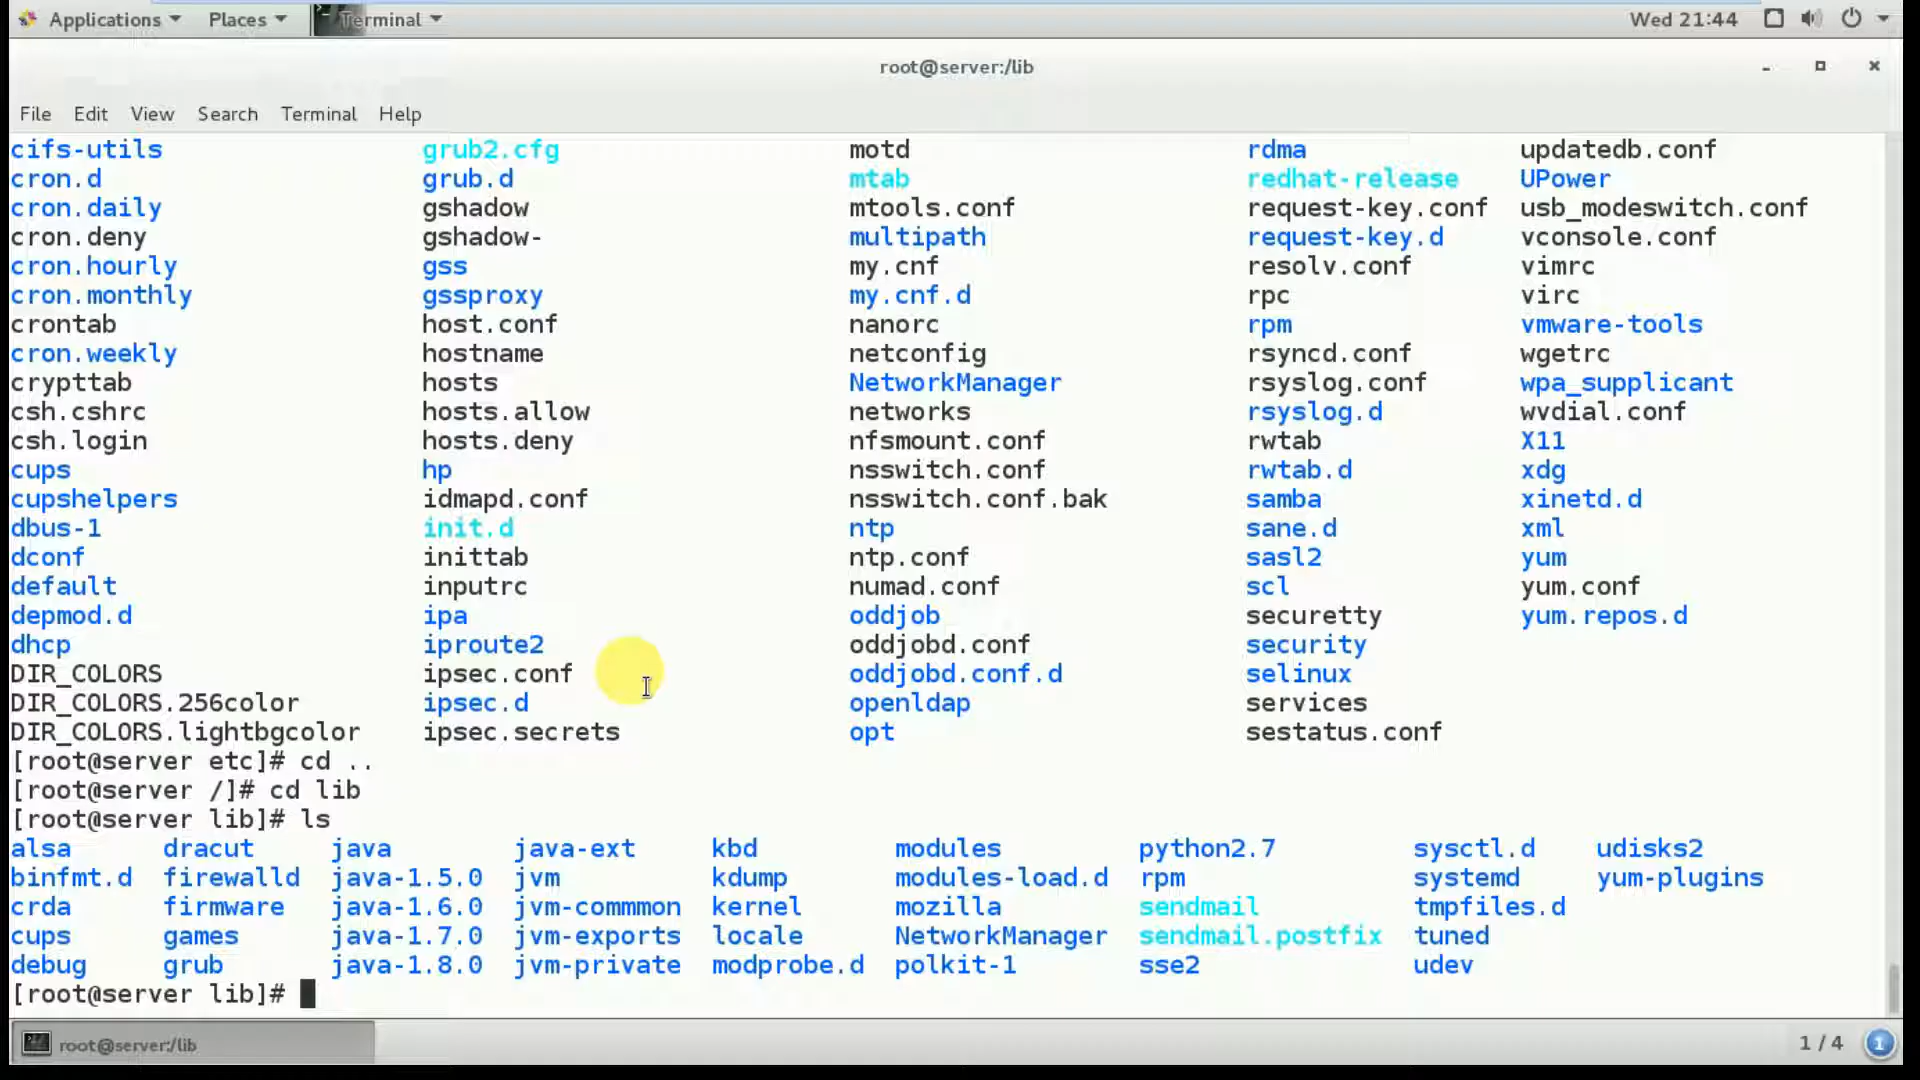 Applications Places Terminal Wed 21:44
root@server:/lib
File Edit View Search Terminal Help
cifs-utils grub2.cfg motd rdma updatedb.conf
cron.d grub.d mtab redhat-release UPower
cron.daily gshadow mtools.conf request-key.conf usb_modeswitch.conf
cron.deny gshadow- multipath request-key.d vconsole.conf
cron.hourly gss my.cnf resolv.conf vimrc
cron.monthly gssproxy my.cnf.d rpc virc
crontab host.conf nanorc rpm vmware-tools
cron.weekly hostname netconfig rsyncd.conf wgetrc
crypttab hosts NetworkManager rsyslog.conf wpa_supplicant
csh.cshrc hosts.allow networks rsyslog.d wvdial.conf
csh.login hosts.deny nfsmount.conf rwtab X11
cups hp nsswitch.conf rwtab.d xdg
cupshelpers idmapd.conf nsswitch.conf.bak samba xinetd.d
dbus-1 init.d ntp sane.d xml
dconf inittab ntp.conf sasl2 yum
default inputrc numad.conf scl yum.conf
depmod.d ipa oddjob securetty yum.repos.d
dhcp iproute2 oddjobd.conf security
DIR_COLORS ipsec.conf oddjobd.conf.d selinux
DIR_COLORS.256color ipsec.d openldap services
DIR_COLORS.lightbgcolor ipsec.secrets opt sestatus.conf
[root@server etc]# cd ..
[root@server /]# cd lib
[root@server lib]# ls
alsa dracut java java-ext kbd modules python2.7 sysctl.d udisks2
binfmt.d firewalld java-1.5.0 jvm kdump modules-load.d rpm systemd yum-plugins
crda firmware java-1.6.0 jvm-commmon kernel mozilla sendmail tmpfiles.d
cups games java-1.7.0 jvm-exports locale NetworkManager sendmail.postfix tuned
debug grub java-1.8.0 jvm-private modprobe.d polkit-1 sse2 udev
[root@server lib]#
root@server:/lib 1 / 4 1